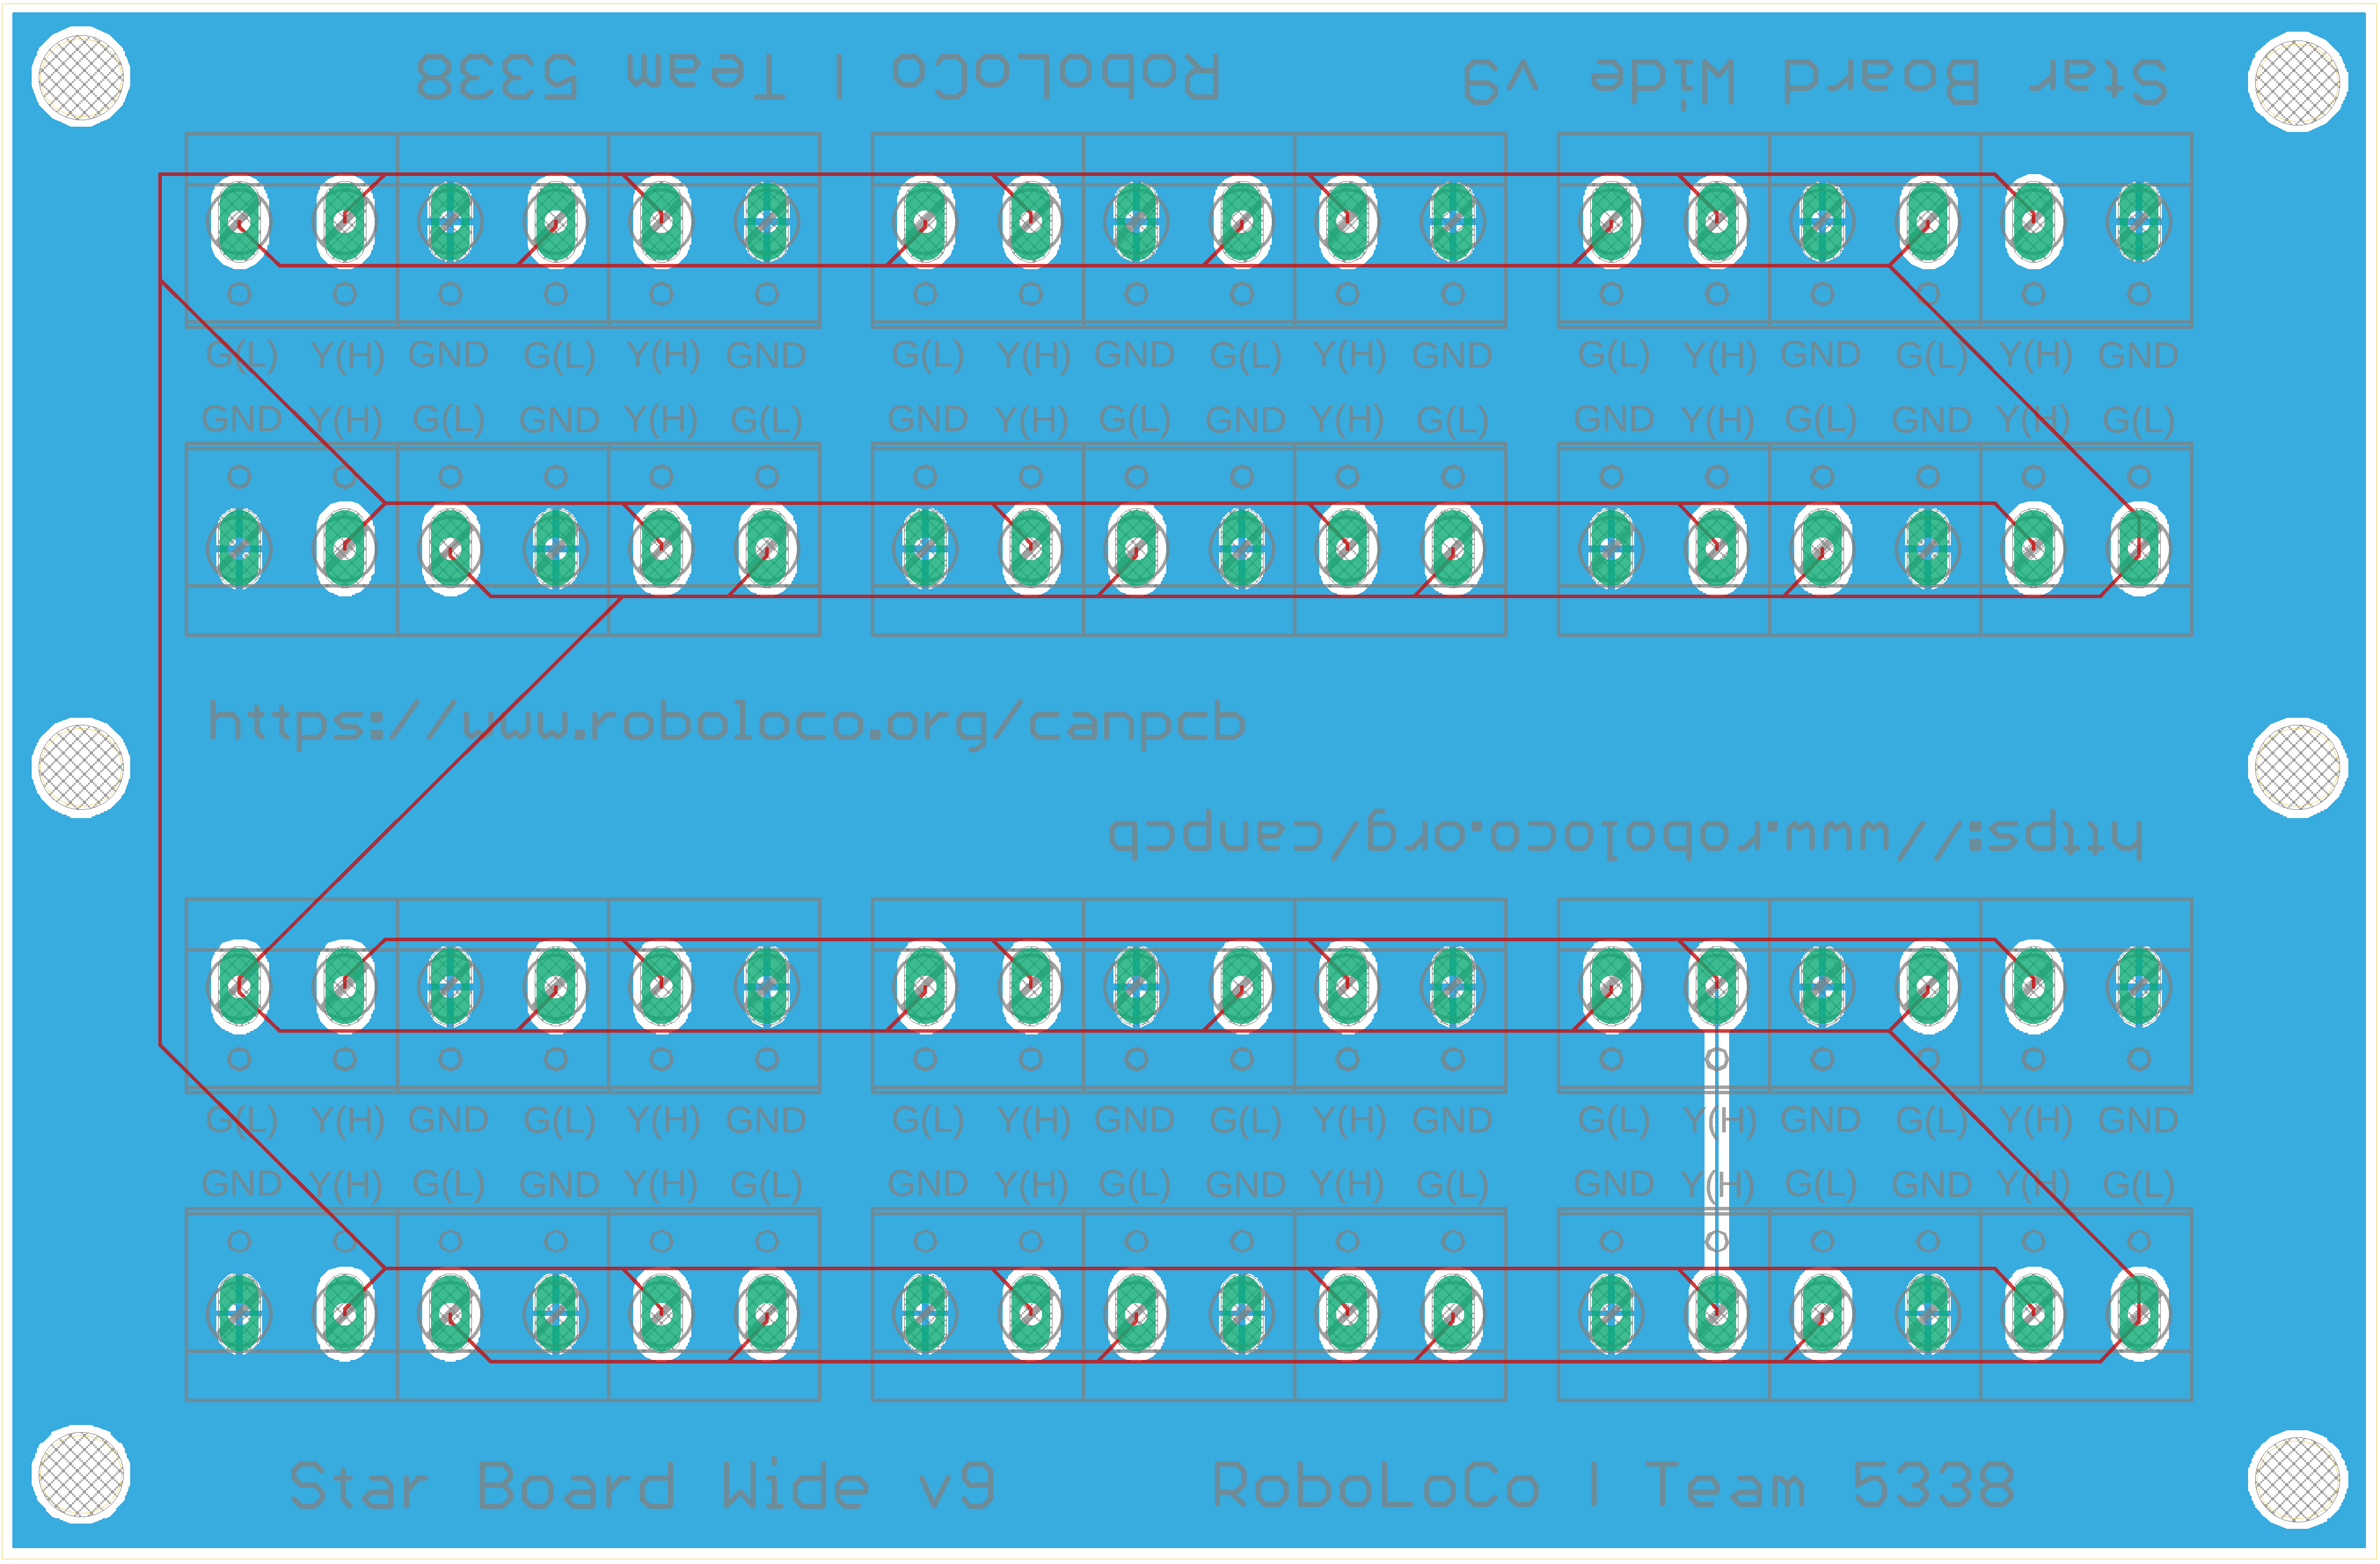 RoboLoCo | Team 5338
Star Board Wide v9
G(L) Y(H) GND G(L) Y(H) GND G(L) Y(H) GND G(L) Y(H) GND G(L) Y(H) GND G(L) Y(H) GND
GND Y(H) G(L) GND Y(H) G(L) GND Y(H) G(L) GND Y(H) G(L) GND Y(H) G(L) GND Y(H) G(L)
https://www.roboloco.org/canpcb
https://www.roboloco.org/canpcb
G(L) Y(H) GND G(L) Y(H) GND G(L) Y(H) GND G(L) Y(H) GND G(L) Y(H) GND G(L) Y(H) GND
GND Y(H) G(L) GND Y(H) G(L) GND Y(H) G(L) GND Y(H) G(L) GND Y(H) G(L) GND Y(H) G(L)
Star Board Wide v9
RoboLoCo | Team 5338